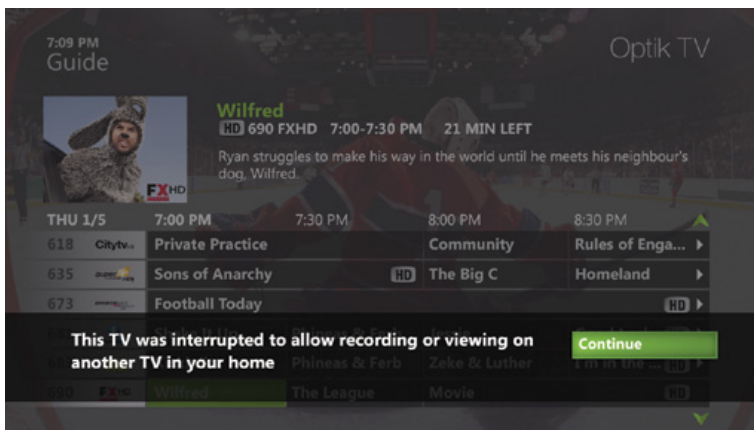 7:09 PM
Guide
Optik TV
Wilfred
HD 690 FXHD 7:00-7:30 PM 21 MIN LEFT
Ryan struggles to make his way in the world until he meets his neighbour's
dog, Wilfred.
FX HD
THU 1/5 7:00 PM 7:30 PM 8:00 PM 8:30 PM
618 Citytv Private Practice Community Rules of Enga...
635 Sons of Anarchy HD The Big C Homeland
673 Football Today HD
This TV was interrupted to allow recording or viewing on
another TV in your home
Continue
Phineas & Ferb Zeke & Luther I'm in the ... HD
690 FX HD Wilfred The League Movie HD